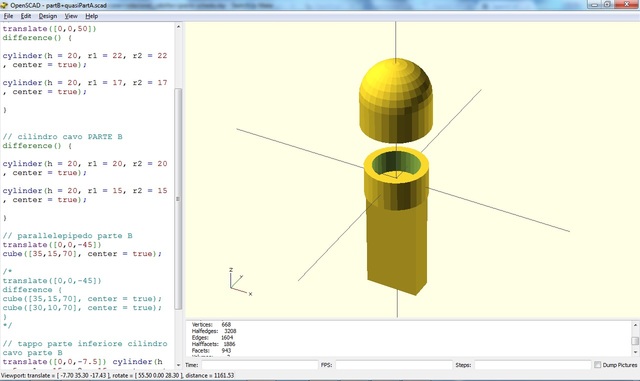 OpenSCAD - partB+quasiPartA.scad
File Edit Design View Help
translate([0,0,50])
difference() {
cylinder(h = 20, r1 = 22, r2 = 22
, center = true);
cylinder(h = 20, r1 = 17, r2 = 17
, center = true);
}
// cilindro cavo PARTE B
difference() {
cylinder(h = 20, r1 = 20, r2 = 20
, center = true);
cylinder(h = 20, r1 = 15, r2 = 15
, center = true);
}
// parallelepipedo parte B
translate([0,0,-45])
cube([35,15,70], center = true);
/*
translate([0,0,-45])
difference {
cube([35,15,70], center = true);
cube([30,10,70], center = true);
}
*/
// tappo parte inferiore cilindro
cavo parte B
translate([0,0,-7.5]) cylinder(h
z
y
x
Vertices: 668
Halfedges: 3208
Edges: 1604
Halffacets: 1886
Facets: 943
Time: FPS: Steps: Dump Pictures
Viewport: translate = [ -7.70 35.30 -17.43 ], rotate = [ 55.50 0.00 28.30 ], distance = 1161.53